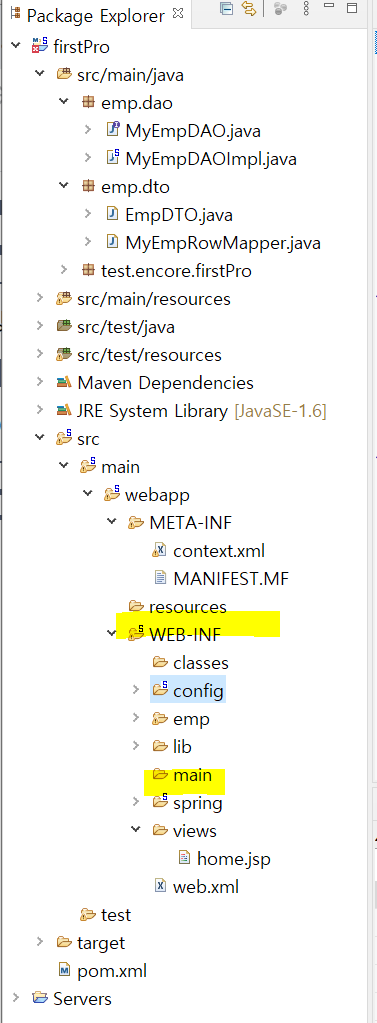 Package Explorer
firstPro
src/main/java
emp.dao
MyEmpDAO.java
MyEmpDAOImpl.java
emp.dto
EmpDTO.java
MyEmpRowMapper.java
test.encore.firstPro
src/main/resources
src/test/java
src/test/resources
Maven Dependencies
JRE System Library [JavaSE-1.6]
src
main
webapp
META-INF
context.xml
MANIFEST.MF
resources
WEB-INF
classes
config
emp
lib
main
spring
views
home.jsp
web.xml
test
target
pom.xml
Servers